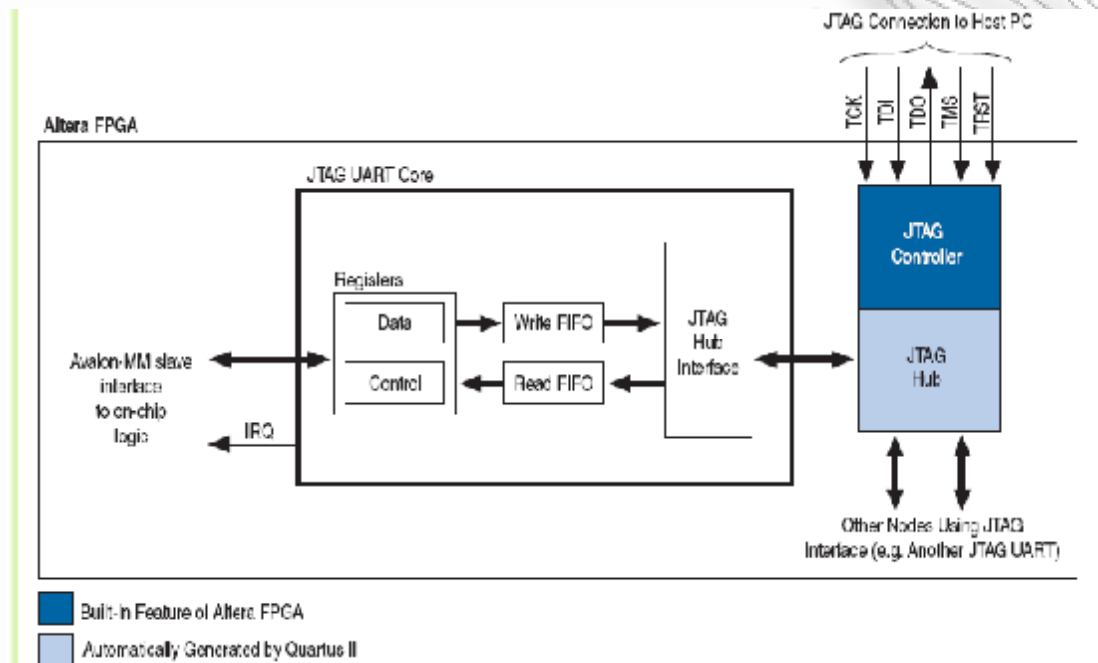 JTAG Connection to Host PC
TCK
TDI
TDO
TMS
TRST
Altera FPGA
JTAG UART Core
JTAG
Controller
Registers
Data
Write FIFO
JTAG
Hub
Interface
Avalon-MM slave
interface
to on-chip
logic
Control
Read FIFO
JTAG
Hub
IRQ
Other Nodes Using JTAG
Interface (e.g. Another JTAG UART)
Built-In Feature of Altera FPGA
Automatically Generated by Quartus II